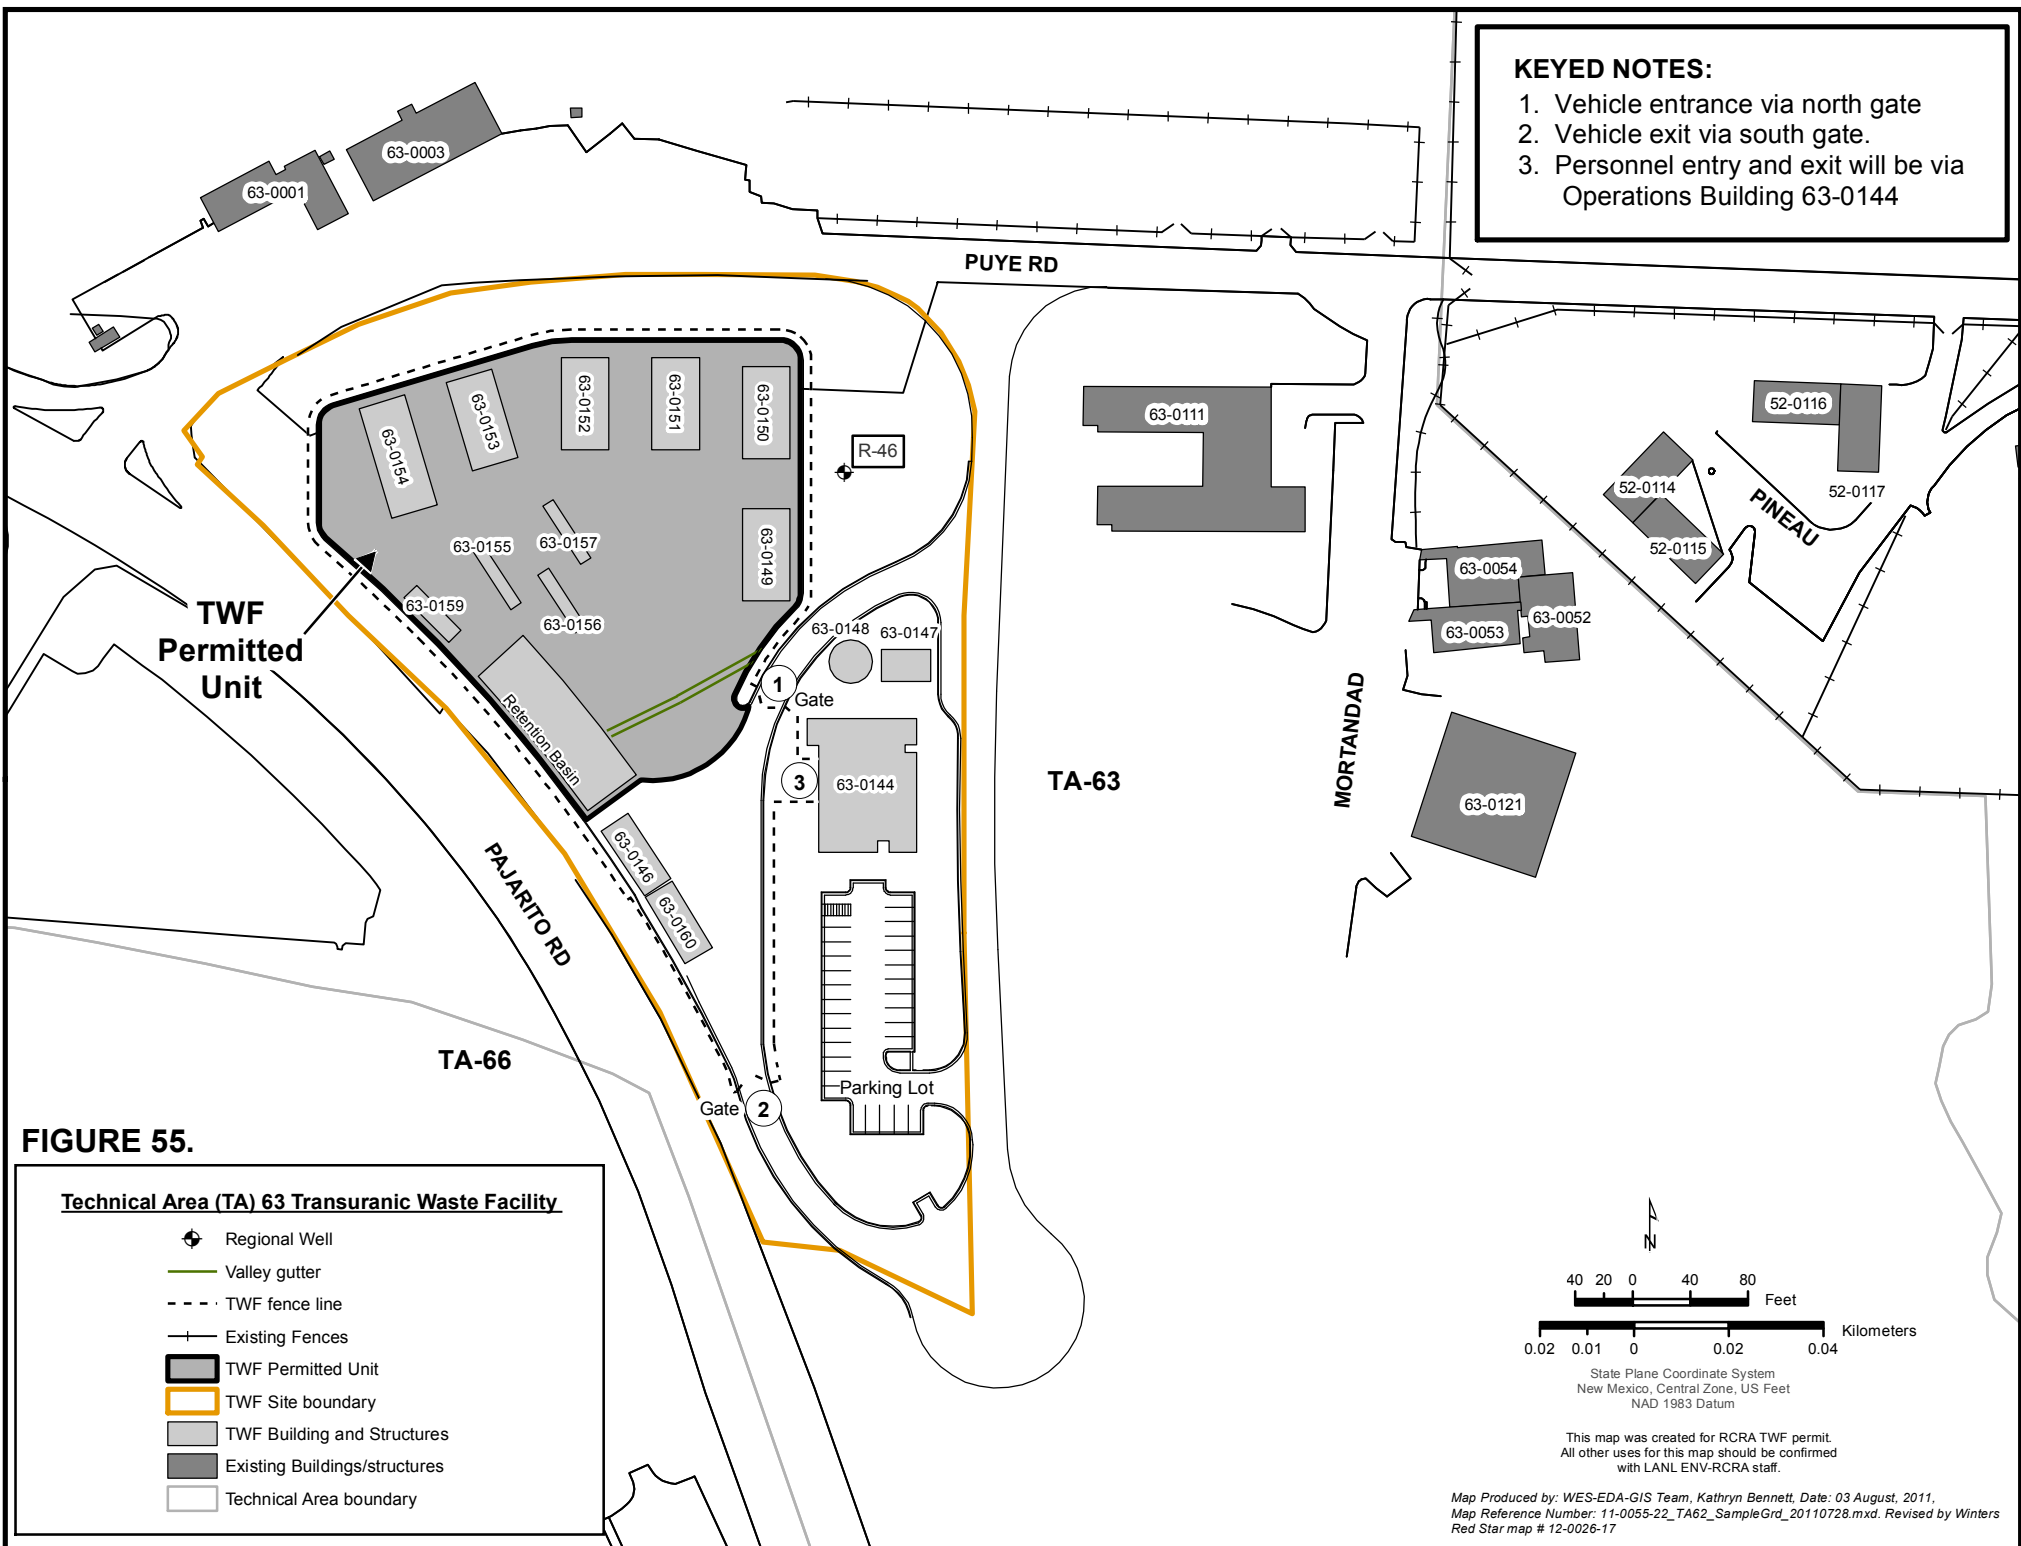 KEYED NOTES:
1. Vehicle entrance via north gate
2. Vehicle exit via south gate.
3. Personnel entry and exit will be via
Operations Building 63-0144
63-0003
63-0001
PUYE RD
63-0154
63-0153
63-0152
63-0151
63-0150
63-0149
R-46
63-0111
52-0116
52-0117
52-0114
52-0115
PINEAU
63-0155
63-0157
63-0159
63-0156
63-0054
63-0053
63-0052
TWF
Permitted
Unit
63-0148
63-0147
1
Gate
Retention Basin
3
63-0144
TA-63
MORTANDAD
63-0121
63-0146
63-0160
PAJARITO RD
TA-66
Parking Lot
Gate
2
FIGURE 55.
Technical Area (TA) 63 Transuranic Waste Facility
Regional Well
Valley gutter
TWF fence line
Existing Fences
TWF Permitted Unit
TWF Site boundary
TWF Building and Structures
Existing Buildings/structures
Technical Area boundary
N
40 20 0 40 80
Feet
Kilometers
0.02 0.01 0 0.02 0.04
State Plane Coordinate System
New Mexico, Central Zone, US Feet
NAD 1983 Datum
This map was created for RCRA TWF permit.
All other uses for this map should be confirmed
with LANL ENV-RCRA staff.
Map Produced by: WES-EDA-GIS Team, Kathryn Bennett, Date: 03 August, 2011,
Map Reference Number: 11-0055-22_TA62_SampleGrd_20110728.mxd. Revised by Winters
Red Star map # 12-0026-17